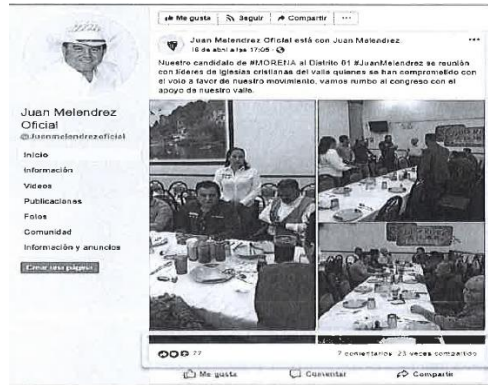 Me gusta Seguir Compartir ...
Juan Melendrez Oficial está con Juan Melendrez.
18 de abril a las 17:05
Nuestro candidato de #MORENA al Distrito 01 #JuanMelendrez se reunión
con líderes de iglesias cristianas del valle quienes se han comprometido con
el voto a favor de nuestro movimiento, vamos rumbo al congreso con el
apoyo de nuestro valle.
Juan Melendrez
Oficial
@Juanmelendrezoficial
Inicio
Información
Videos
Publicaciones
Fotos
Comunidad
Información y anuncios
Crear una página
7 comentarios 23 veces compartido
Me gusta Comentar Compartir